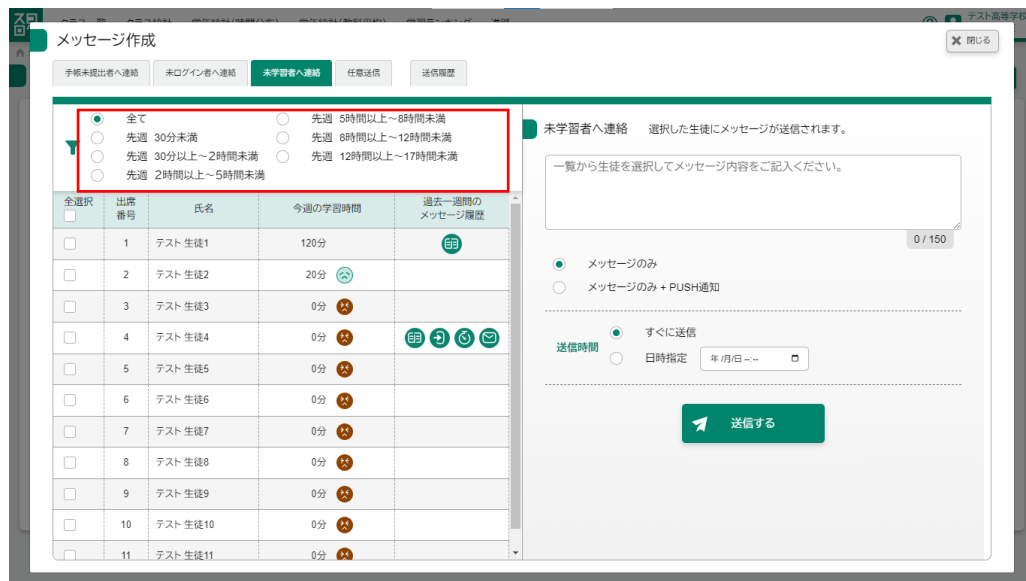 スコ
テスト高等学校
メッセージ作成
✖ 閉じる
手帳未提出者へ連絡 未ログイン者へ連絡 未学習者へ連絡 任意送信 送信履歴
全て 先週 5時間以上～8時間未満
先週 30分未満 先週 8時間以上～12時間未満
先週 30分以上～2時間未満 先週 12時間以上～17時間未満
先週 2時間以上～5時間未満
全選択 出席番号 氏名 今週の学習時間 過去一週間のメッセージ履歴
1 テスト 生徒1 120分
2 テスト 生徒2 20分
3 テスト 生徒3 0分
4 テスト 生徒4 0分
5 テスト 生徒5 0分
6 テスト 生徒6 0分
7 テスト 生徒7 0分
8 テスト 生徒8 0分
9 テスト 生徒9 0分
10 テスト 生徒10 0分
11 テスト 生徒11 0分
未学習者へ連絡 選択した生徒にメッセージが送信されます。
一覧から生徒を選択してメッセージ内容をご記入ください。
0 / 150
メッセージのみ
メッセージのみ + PUSH通知
送信時間
すぐに送信
日時指定 年 /月/日 --:--
送信する